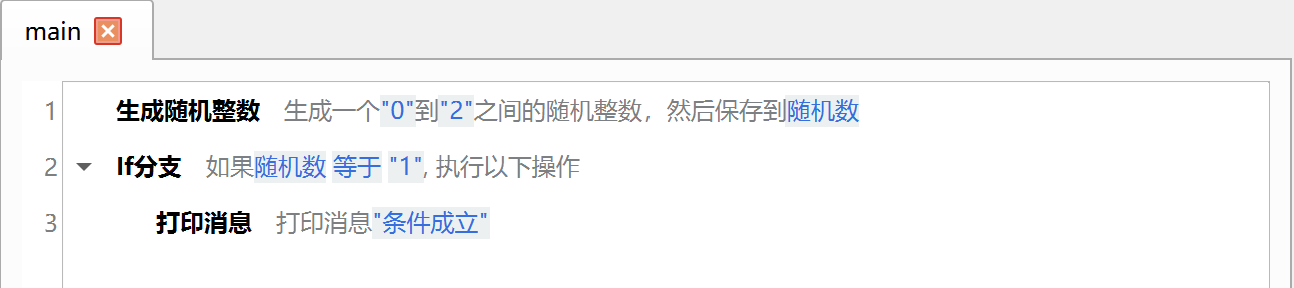 main
1 生成随机整数 生成一个"0"到"2"之间的随机整数，然后保存到随机数
2 If分支 如果随机数 等于 "1", 执行以下操作
3 打印消息 打印消息"条件成立"